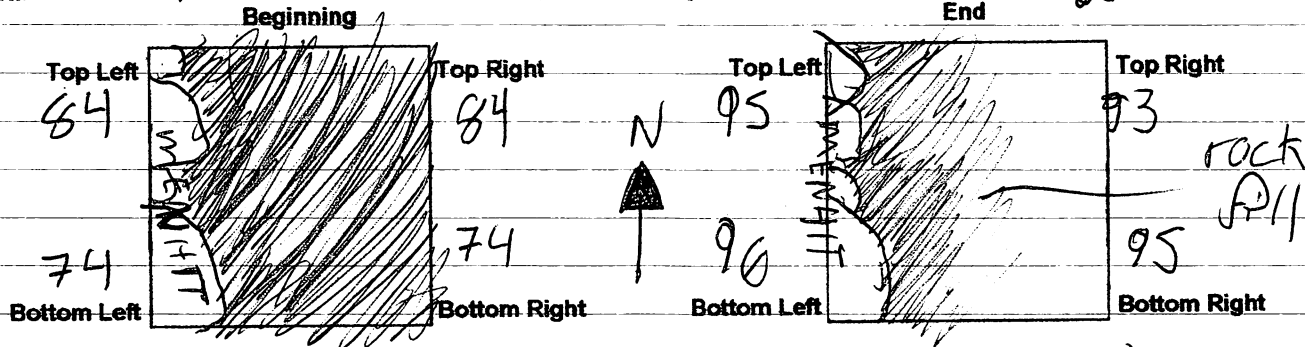 Beginning
End
Top Left
Top Right
Top Left
Top Right
84
84
N
95
93
rock
fill
74
74
96
95
Bottom Left
Bottom Right
Bottom Left
Bottom Right